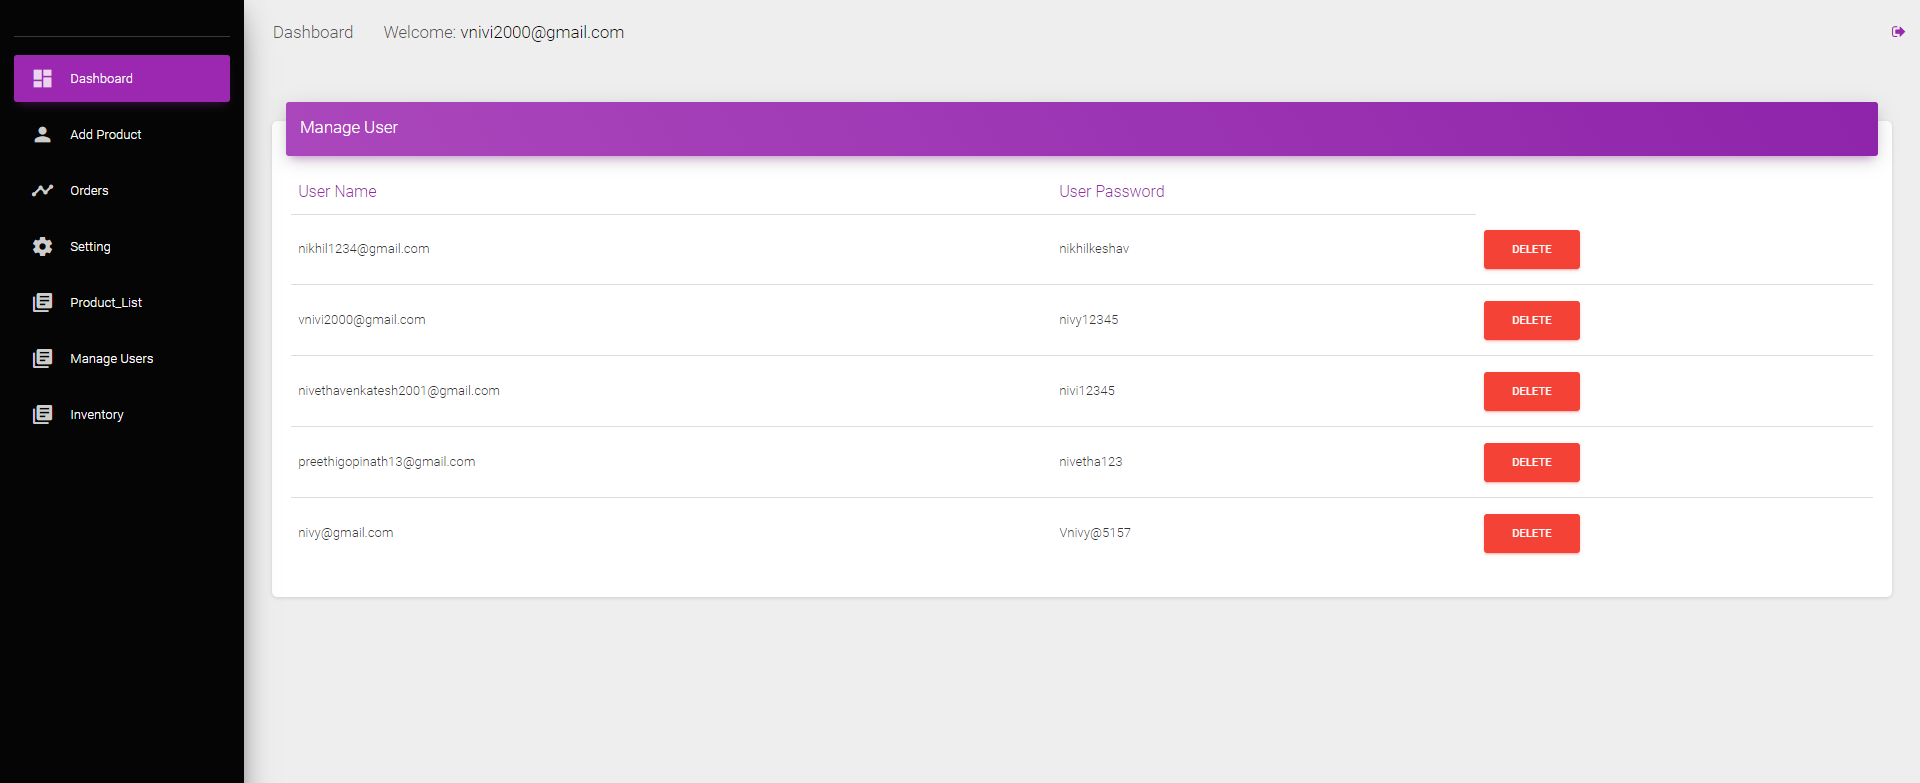 Dashboard
Add Product
Orders
Setting
Product_List
Manage Users
Inventory
Dashboard Welcome: vnivi2000@gmail.com
Manage User
User Name User Password
nikhil1234@gmail.com nikhilkeshav DELETE
vnivi2000@gmail.com nivy12345 DELETE
nivethavenkatesh2001@gmail.com nivi12345 DELETE
preethigopinath13@gmail.com nivetha123 DELETE
nivy@gmail.com Vnivy@5157 DELETE